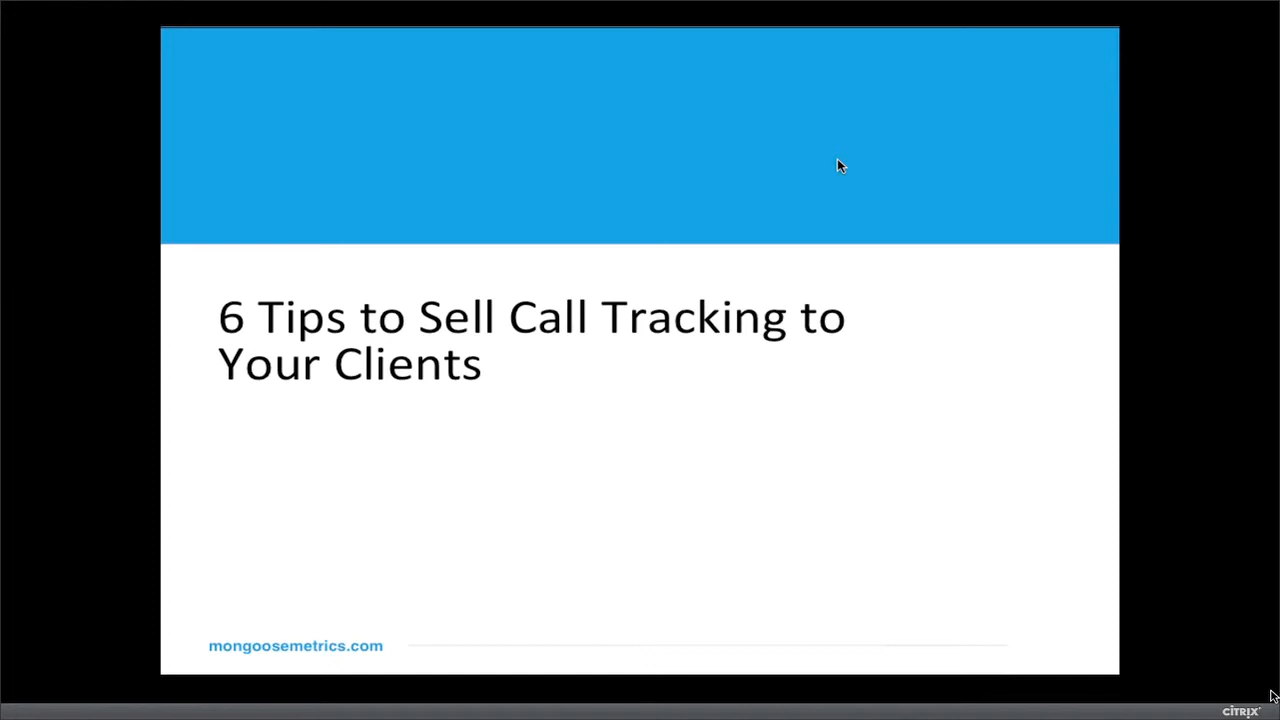 6 Tips to Sell Call Tracking to
Your Clients
mongoosemetrics.com
CITRIX